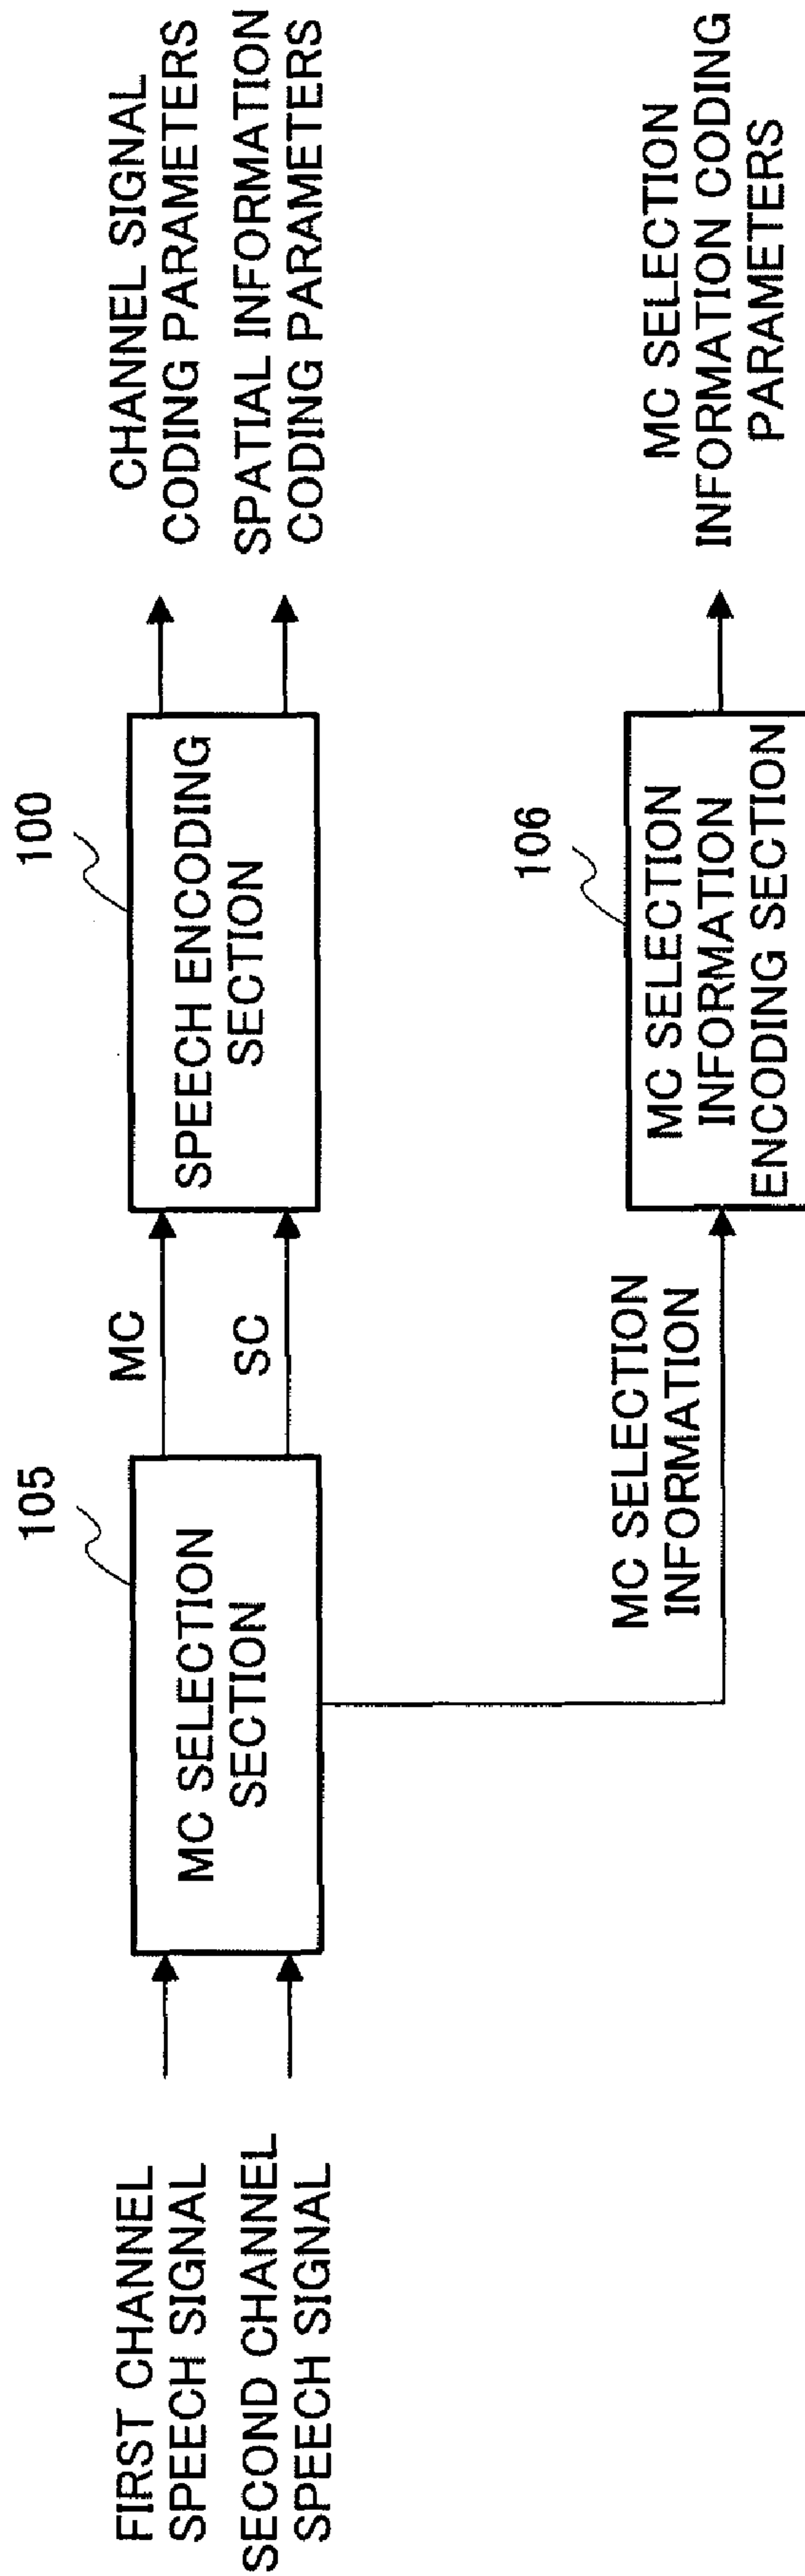 FIRST CHANNEL
SPEECH SIGNAL
SECOND CHANNEL
SPEECH SIGNAL
105
MC SELECTION
SECTION
MC
SC
100
SPEECH ENCODING
SECTION
CHANNEL SIGNAL
CODING PARAMETERS
SPATIAL INFORMATION
CODING PARAMETERS
MC SELECTION
INFORMATION
106
MC SELECTION
INFORMATION
ENCODING SECTION
MC SELECTION
INFORMATION CODING
PARAMETERS